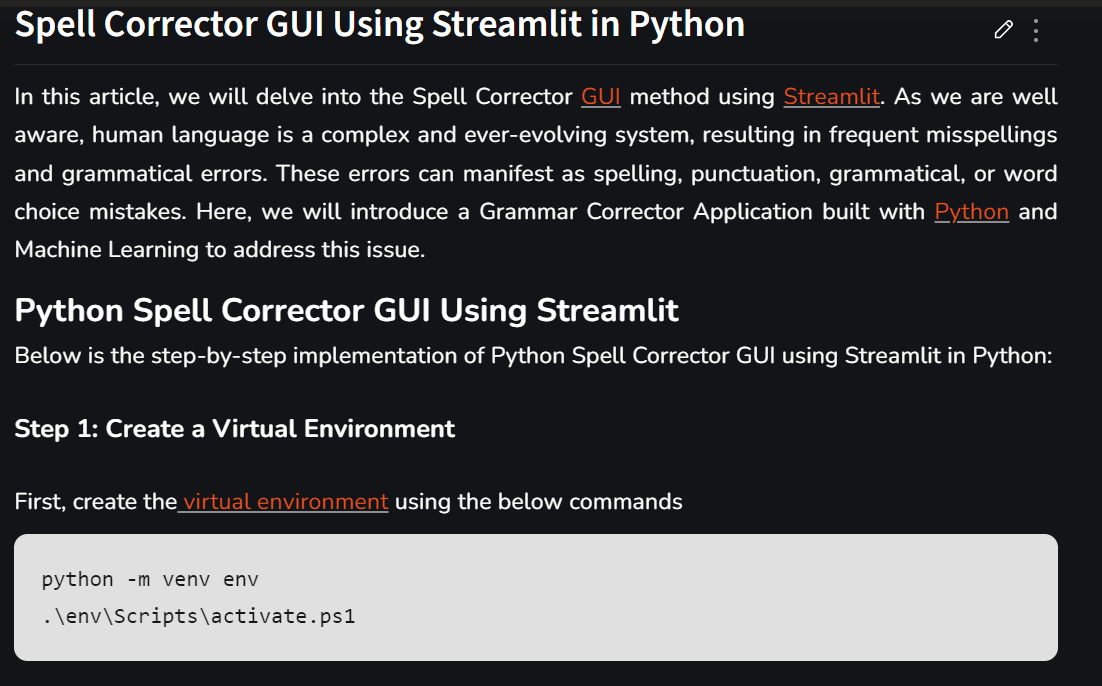 Spell Corrector GUI Using Streamlit in Python
In this article, we will delve into the Spell Corrector GUI method using Streamlit. As we are well
aware, human language is a complex and ever-evolving system, resulting in frequent misspellings
and grammatical errors. These errors can manifest as spelling, punctuation, grammatical, or word
choice mistakes. Here, we will introduce a Grammar Corrector Application built with Python and
Machine Learning to address this issue.
Python Spell Corrector GUI Using Streamlit
Below is the step-by-step implementation of Python Spell Corrector GUI using Streamlit in Python:
Step 1: Create a Virtual Environment
First, create the virtual environment using the below commands
python -m venv env
.\env\Scripts\activate.ps1